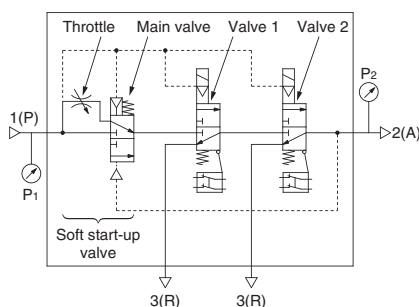 Throttle Main valve Valve 1 Valve 2
P2
1(P)
2(A)
P1
Soft start-up
valve
3(R) 3(R)